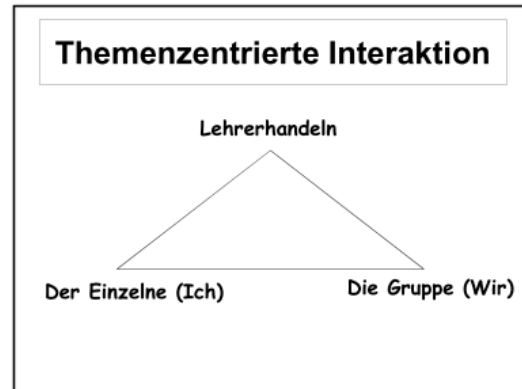 Themenzentrierte Interaktion
Lehrerhandeln
Der Einzelne (Ich)
Die Gruppe (Wir)